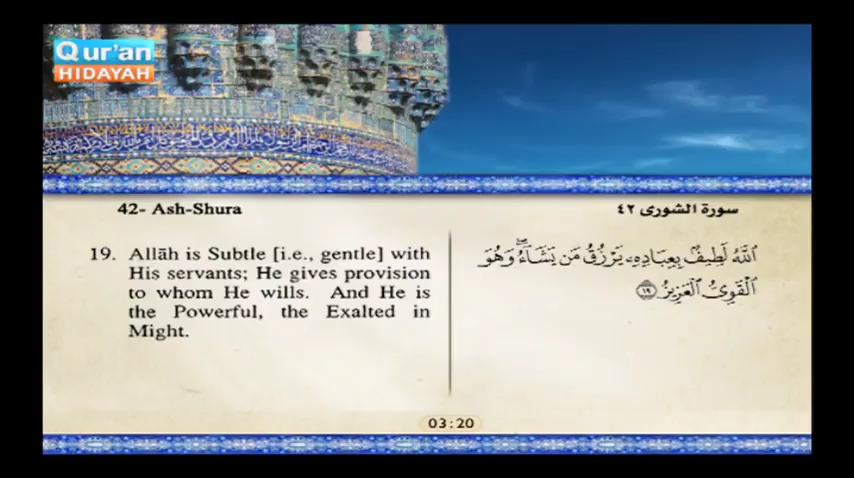 Qur'an
HIDAYAH
42- Ash-Shura
سورة الشورى ٤٢
19. Allāh is Subtle [i.e., gentle] with
His servants; He gives provision
to whom He wills. And He is
the Powerful, the Exalted in
Might.
ٱللَّهُ لَطِيفٌۢ بِعِبَادِهِۦ يَرْزُقُ مَن يَشَآءُ ۖ وَهُوَ
ٱلْقَوِىُّ ٱلْعَزِيزُ ١٩
03:20